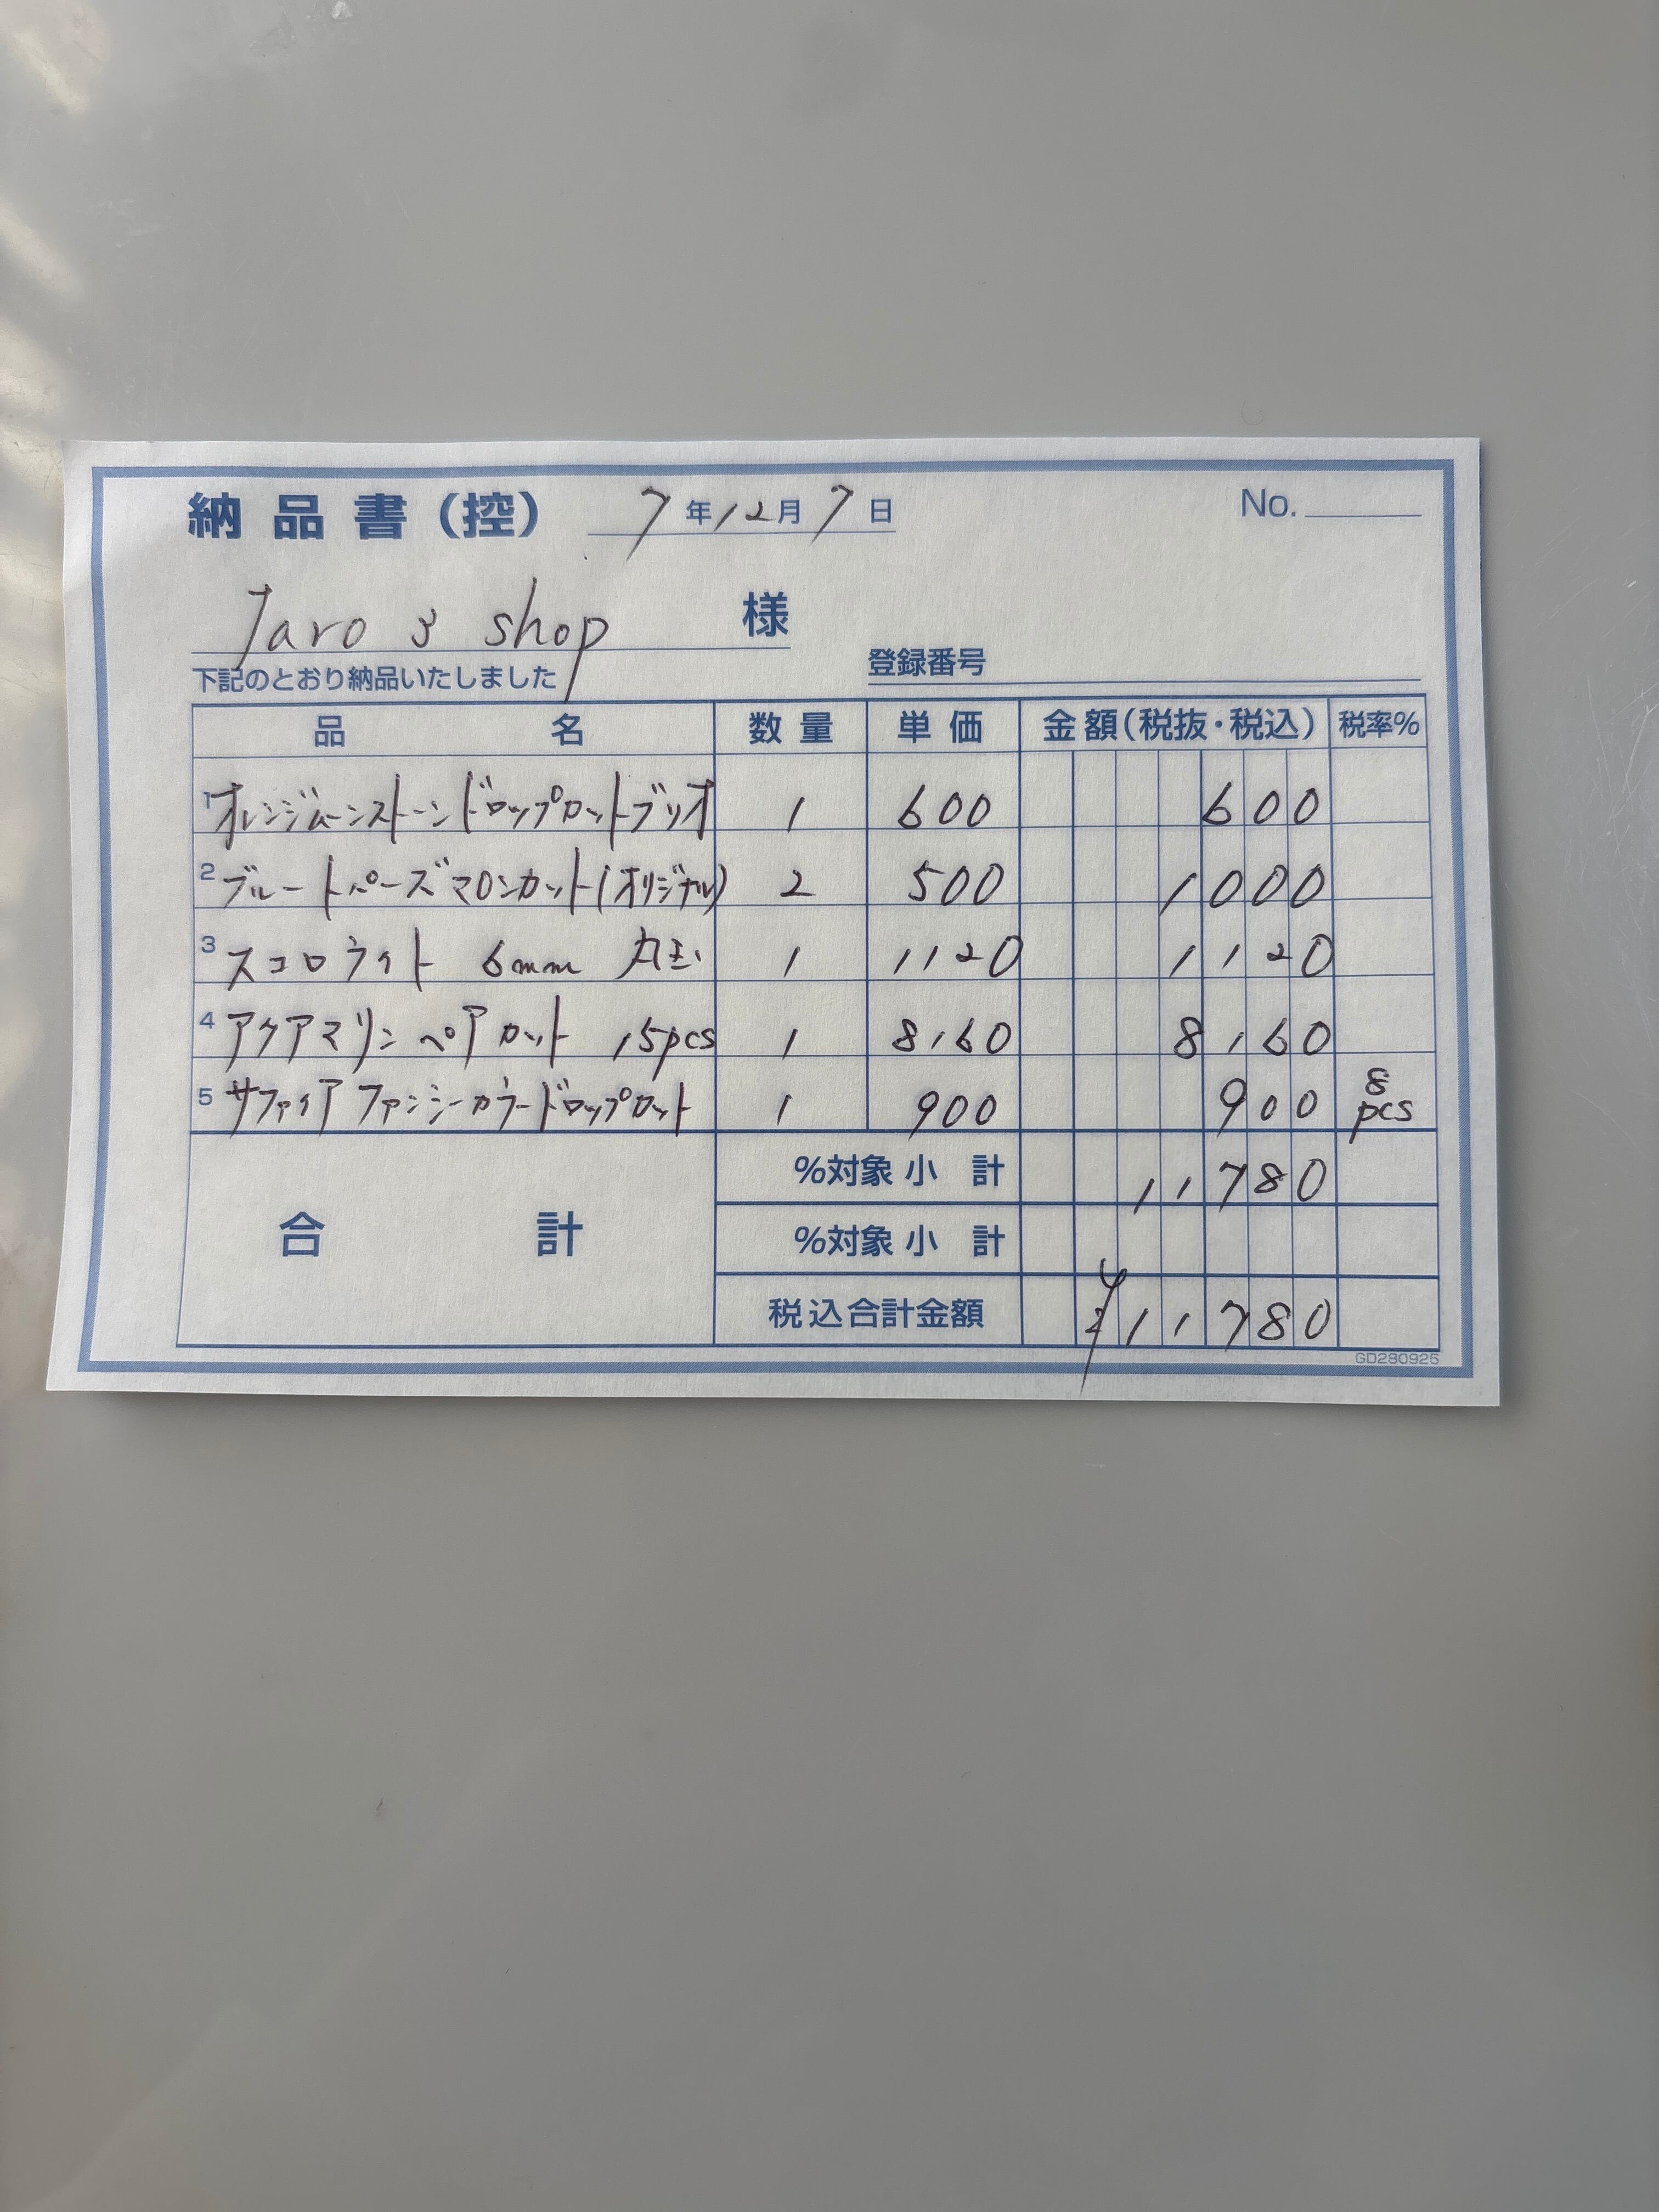 納品書(控) 7年12月7日 No.
Taro's shop 様
下記のとおり納品いたしました 登録番号
品名 数量 単価 金額(税抜・税込) 税率%
1 オレンジムーンストーンドロップカットブリオ 1 600 600
2 ブルートパーズマロンカット(オリジナル) 2 500 1000
3 スコロライト 6mm 丸玉 1 1120 1120
4 アクアマリン ペアカット 15pcs 1 8160 8160
5 サファイアファンシーカラードロップカット 1 900 900 8pcs
%対象小計 11780
合計 %対象小計
税込合計金額 ¥11780
GD280925